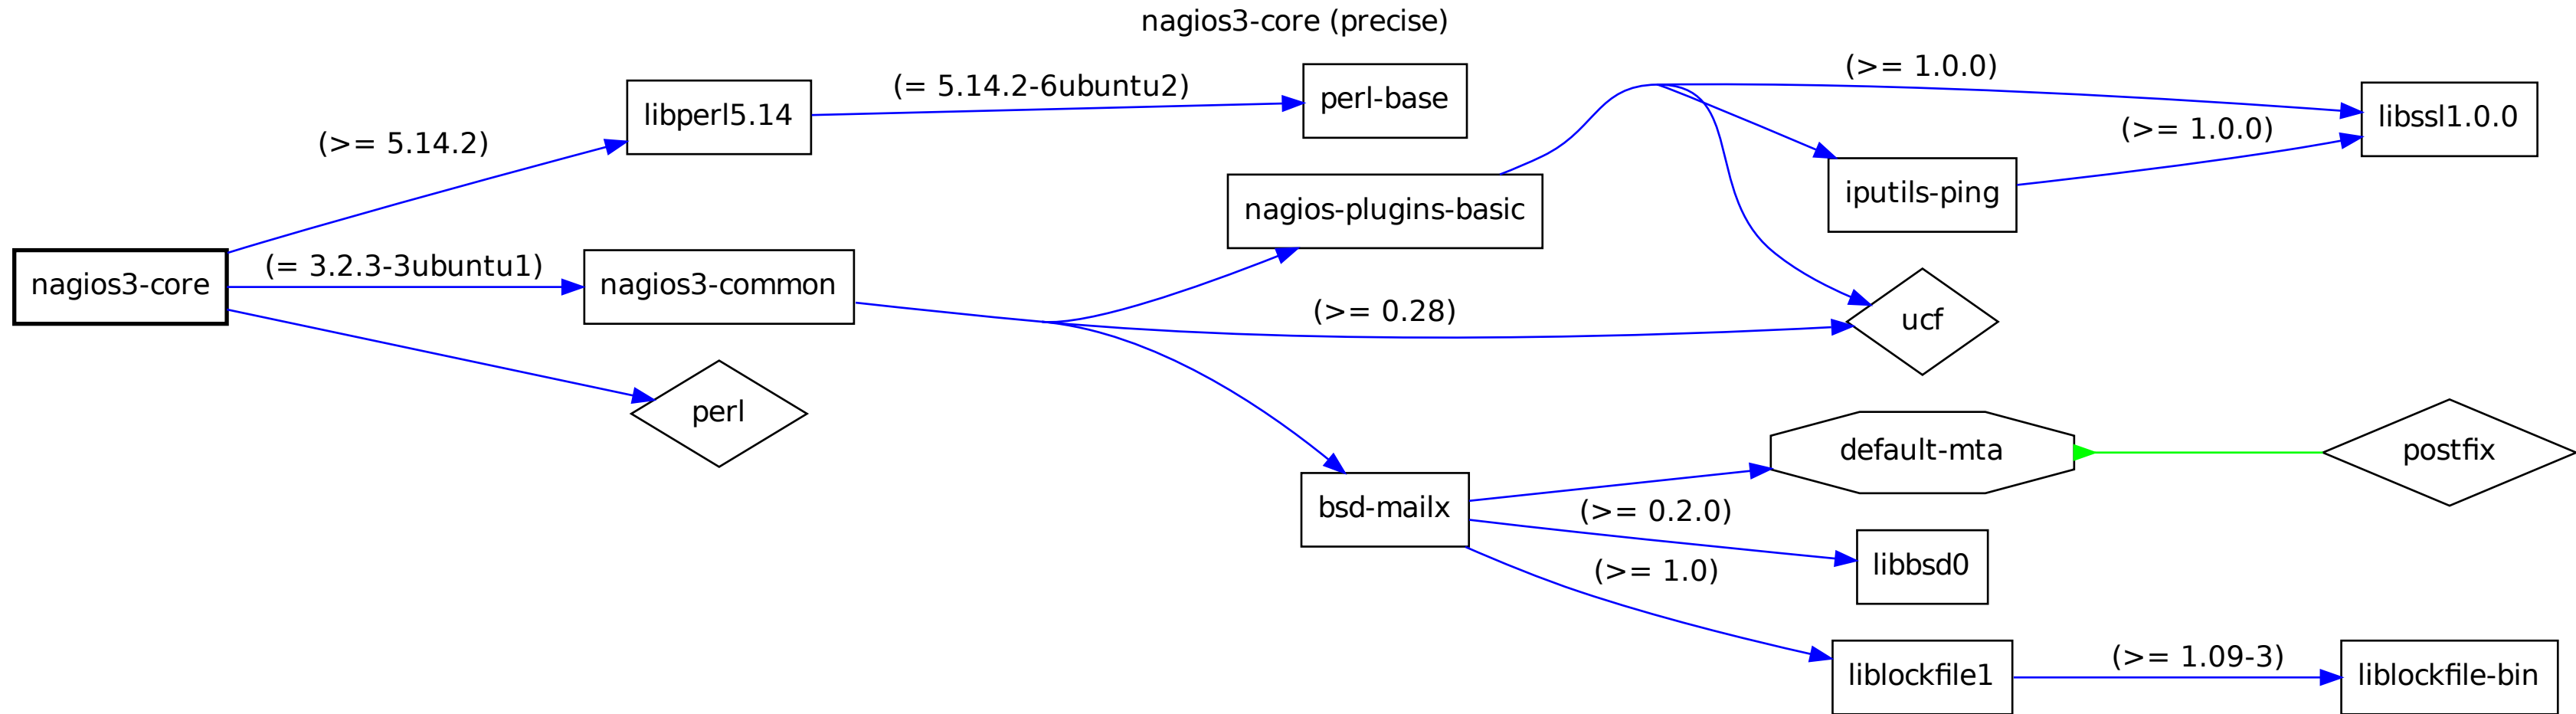 nagios3-core (precise)
(>= 1.0.0)
(= 5.14.2-6ubuntu2)
perl-base
libperl5.14
libssl1.0.0
(>= 1.0.0)
(>= 5.14.2)
iputils-ping
nagios-plugins-basic
(= 3.2.3-3ubuntu1)
nagios3-core
nagios3-common
(>= 0.28)
ucf
perl
default-mta
postfix
bsd-mailx
(>= 0.2.0)
libbsd0
(>= 1.0)
(>= 1.09-3)
liblockfile1
liblockfile-bin